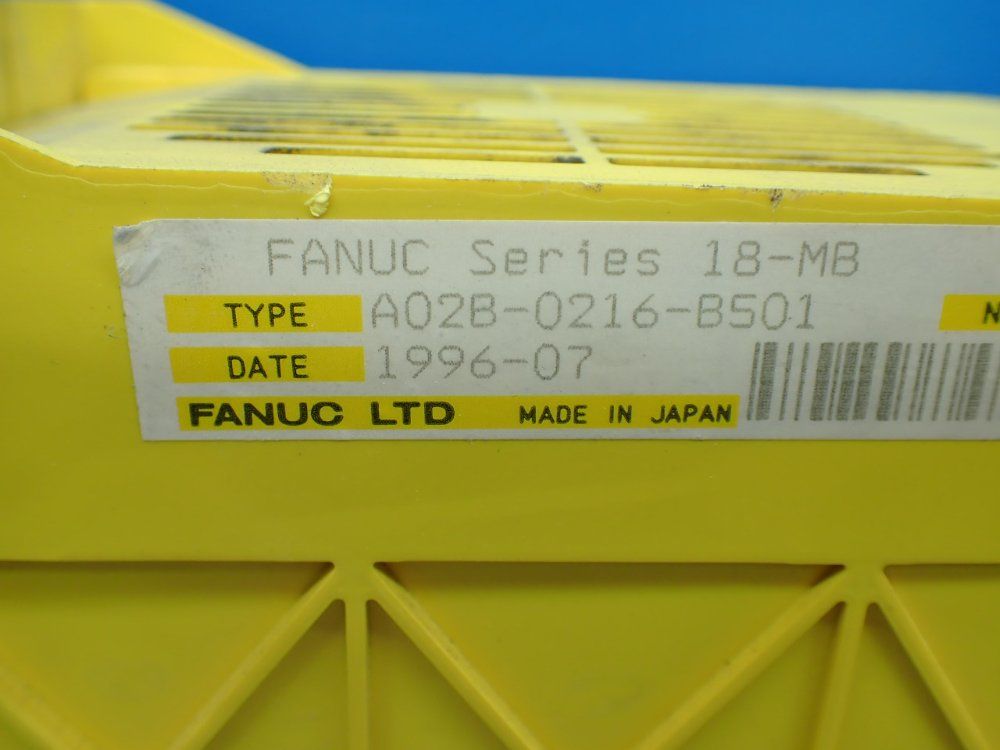 FANUC Series 18-MB
TYPE A02B-0216-B501
DATE 1996-07
FANUC LTD MADE IN JAPAN